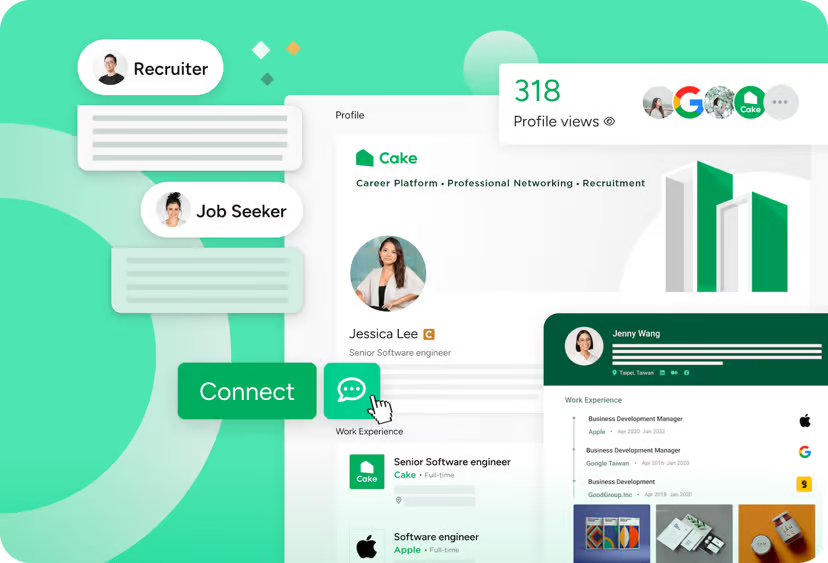 Recruiter
Job Seeker
Connect
318
Profile views
Cake
Profile
Cake
Career Platform • Professional Networking • Recruitment
Jessica Lee C
Senior Software engineer
Work Experience
Cake
Senior Software engineer
Cake • Full-time
Software engineer
Apple • Full-time
Jenny Wang
Taipei, Taiwan
Work Experience
Business Development Manager
Apple • Apr 2020- Jan 2022
Business Development Manager
Google Taiwan • Apr 2016- Jan 2020
Business Development
GoodGroup.Inc • Apr 2018- Jan 2020